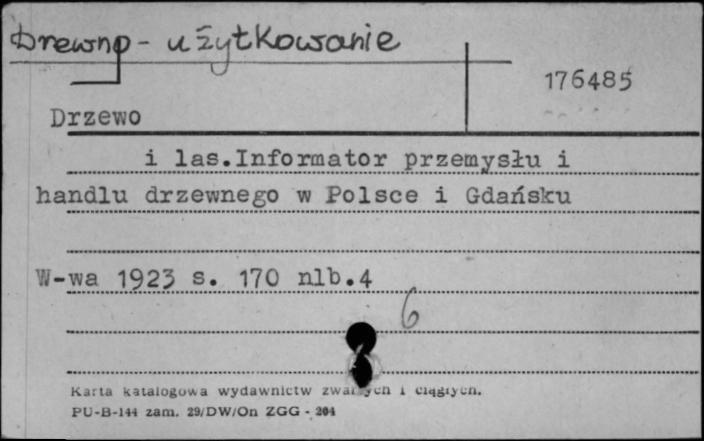 Drewno - użytkowanie
176485
Drzewo
i las.Informator przemysłu i
handlu drzewnego w Polsce i Gdańsku
W-wa 1923 s. 170 nlb.4
6
Karta katalogowa wydawnictw zwartych i ciągłych.
PU-B-144 zam. 29/DW/On ZGG - 204